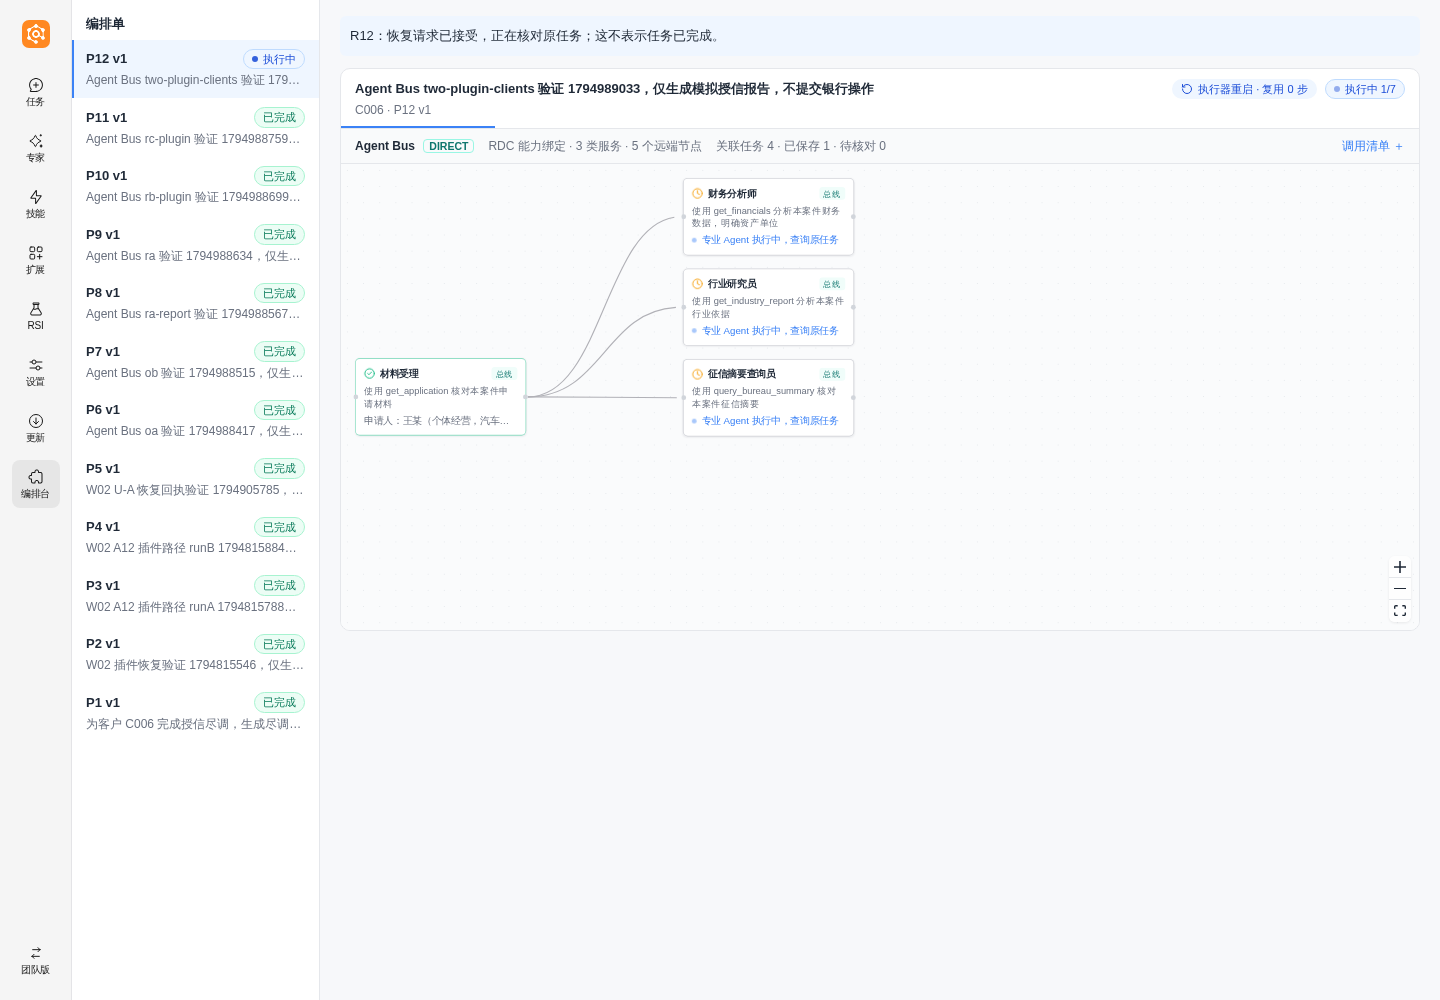 任务
专家
技能
扩展
RSI
设置
更新
编排台
团队版
编排单
P12 v1
执行中
Agent Bus two-plugin-clients 验证 179…
P11 v1
已完成
Agent Bus rc-plugin 验证 1794988759…
P10 v1
已完成
Agent Bus rb-plugin 验证 1794988699…
P9 v1
已完成
Agent Bus ra 验证 1794988634，仅生…
P8 v1
已完成
Agent Bus ra-report 验证 1794988567…
P7 v1
已完成
Agent Bus ob 验证 1794988515，仅生…
P6 v1
已完成
Agent Bus oa 验证 1794988417，仅生…
P5 v1
已完成
W02 U-A 恢复回执验证 1794905785，…
P4 v1
已完成
W02 A12 插件路径 runB 1794815884…
P3 v1
已完成
W02 A12 插件路径 runA 1794815788…
P2 v1
已完成
W02 插件恢复验证 1794815546，仅生…
P1 v1
已完成
为客户 C006 完成授信尽调，生成尽调…
R12：恢复请求已接受，正在核对原任务；这不表示任务已完成。
Agent Bus two-plugin-clients 验证 1794989033，仅生成模拟授信报告，不提交银行操作
执行器重启 · 复用 0 步
执行中 1/7
C006 · P12 v1
Agent Bus DIRECT RDC 能力绑定 · 3 类服务 · 5 个远端节点 关联任务 4 · 已保存 1 · 待核对 0
调用清单 +
财务分析师 总线
使用 get_financials 分析本案件财务
数据，明确资产单位
专业 Agent 执行中，查询原任务
行业研究员 总线
使用 get_industry_report 分析本案件
行业依据
专业 Agent 执行中，查询原任务
材料受理 总线
使用 get_application 核对本案件申
请材料
申请人：王某（个体经营，汽车…
征信摘要查询员 总线
使用 query_bureau_summary 核对
本案件征信摘要
专业 Agent 执行中，查询原任务